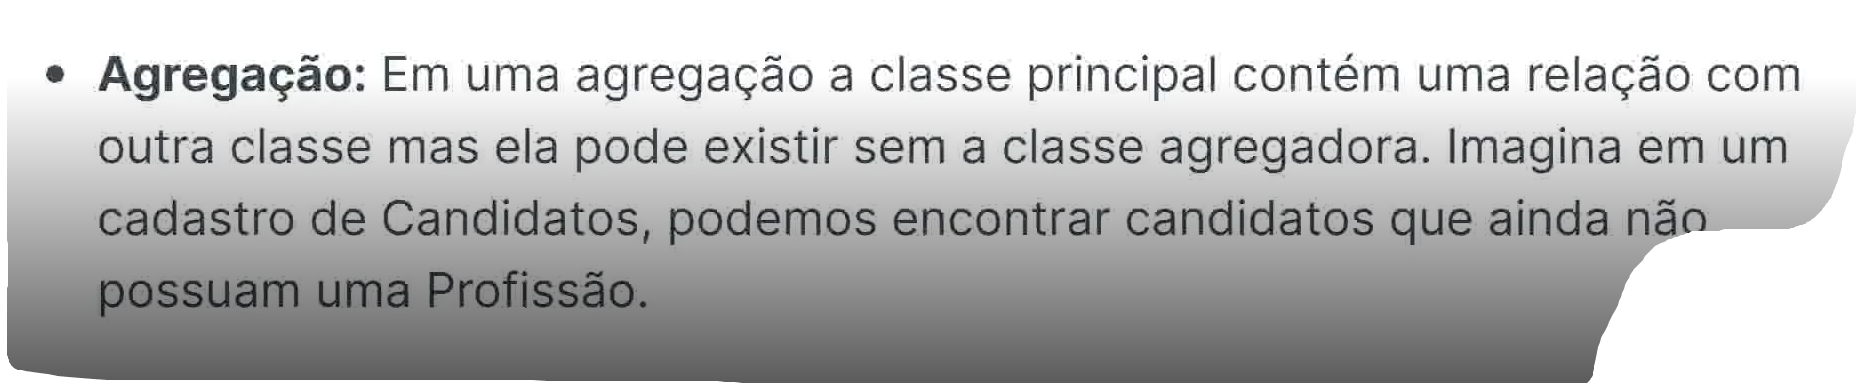 • Agregação: Em uma agregação a classe principal contém uma relação com
outra classe mas ela pode existir sem a classe agregadora. Imagina em um
cadastro de Candidatos, podemos encontrar candidatos que ainda não
possuam uma Profissão.